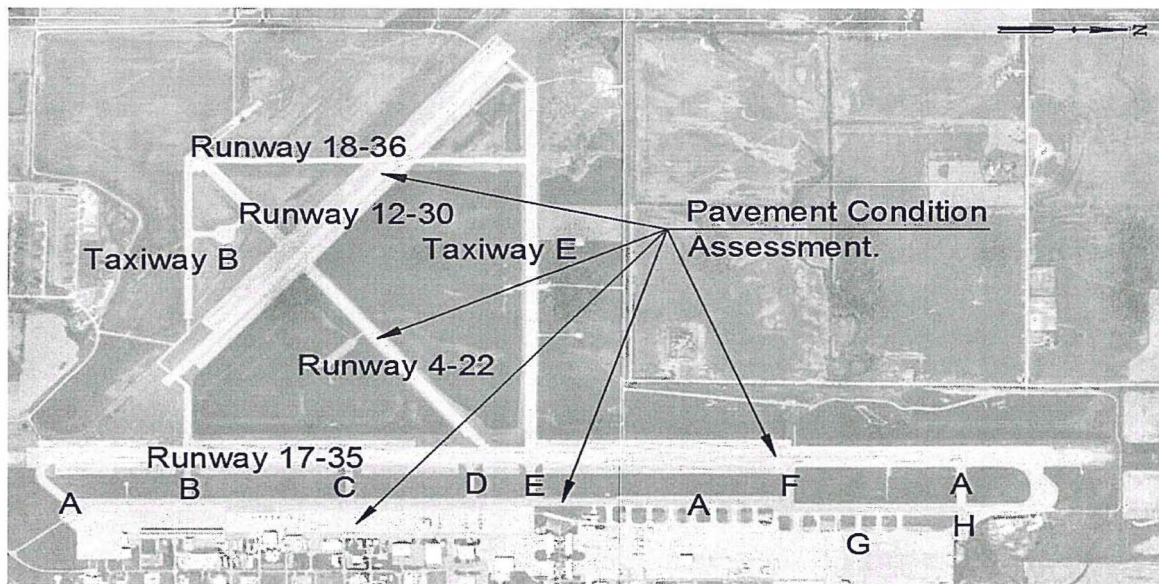 N
Runway 18-36
Runway 12-30
Pavement Condition
Assessment.
Taxiway B
Taxiway E
Runway 4-22
Runway 17-35
A
B
C
D
E
A
F
A
H
G